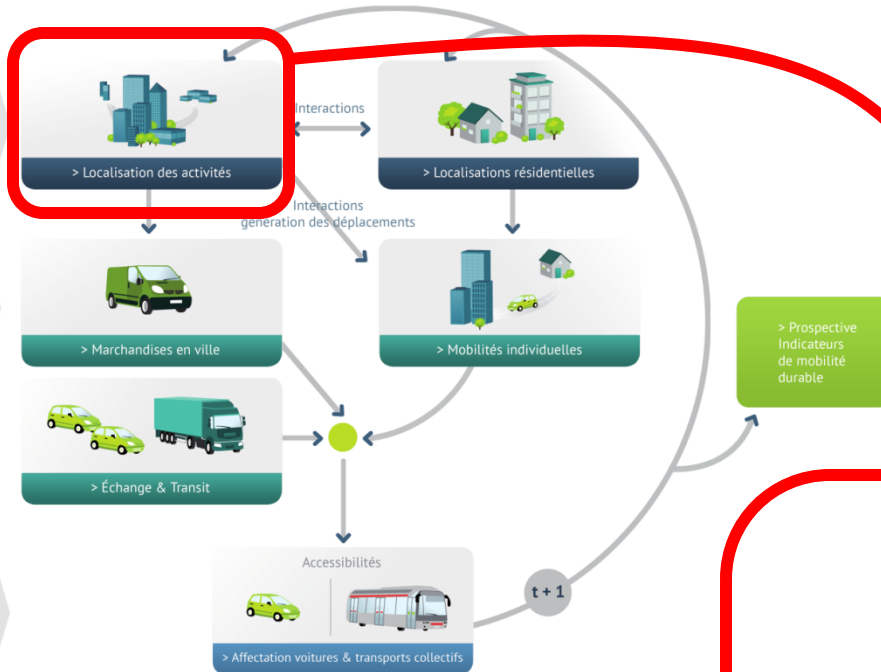 Interactions
> Localisation des activités
> Localisations résidentielles
Interactions
génération des déplacements
> Marchandises en ville
> Mobilités individuelles
> Prospective
Indicateurs
de mobilité
durable
> Échange & Transit
Accessibilités
t + 1
> Affectation voitures & transports collectifs